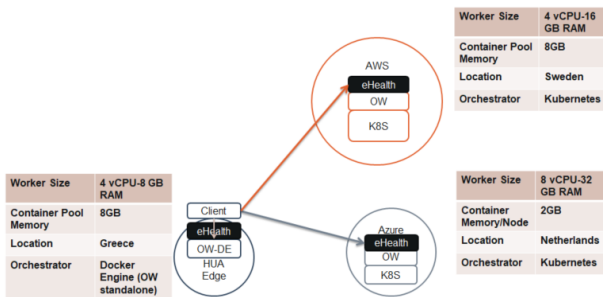 Worker Size 4 vCPU-16
GB RAM
Container Pool 8GB
Memory
Location Sweden
Orchestrator Kubernetes
AWS
eHealth
OW
K8S
Worker Size 4 vCPU-8 GB
RAM
Container Pool 8GB
Memory
Location Greece
Orchestrator Docker
Engine (OW
standalone)
Client
eHealth
OW-DE
HUA
Edge
Azure
eHealth
OW
K8S
Worker Size 8 vCPU-32
GB RAM
Container 2GB
Memory/Node
Location Netherlands
Orchestrator Kubernetes